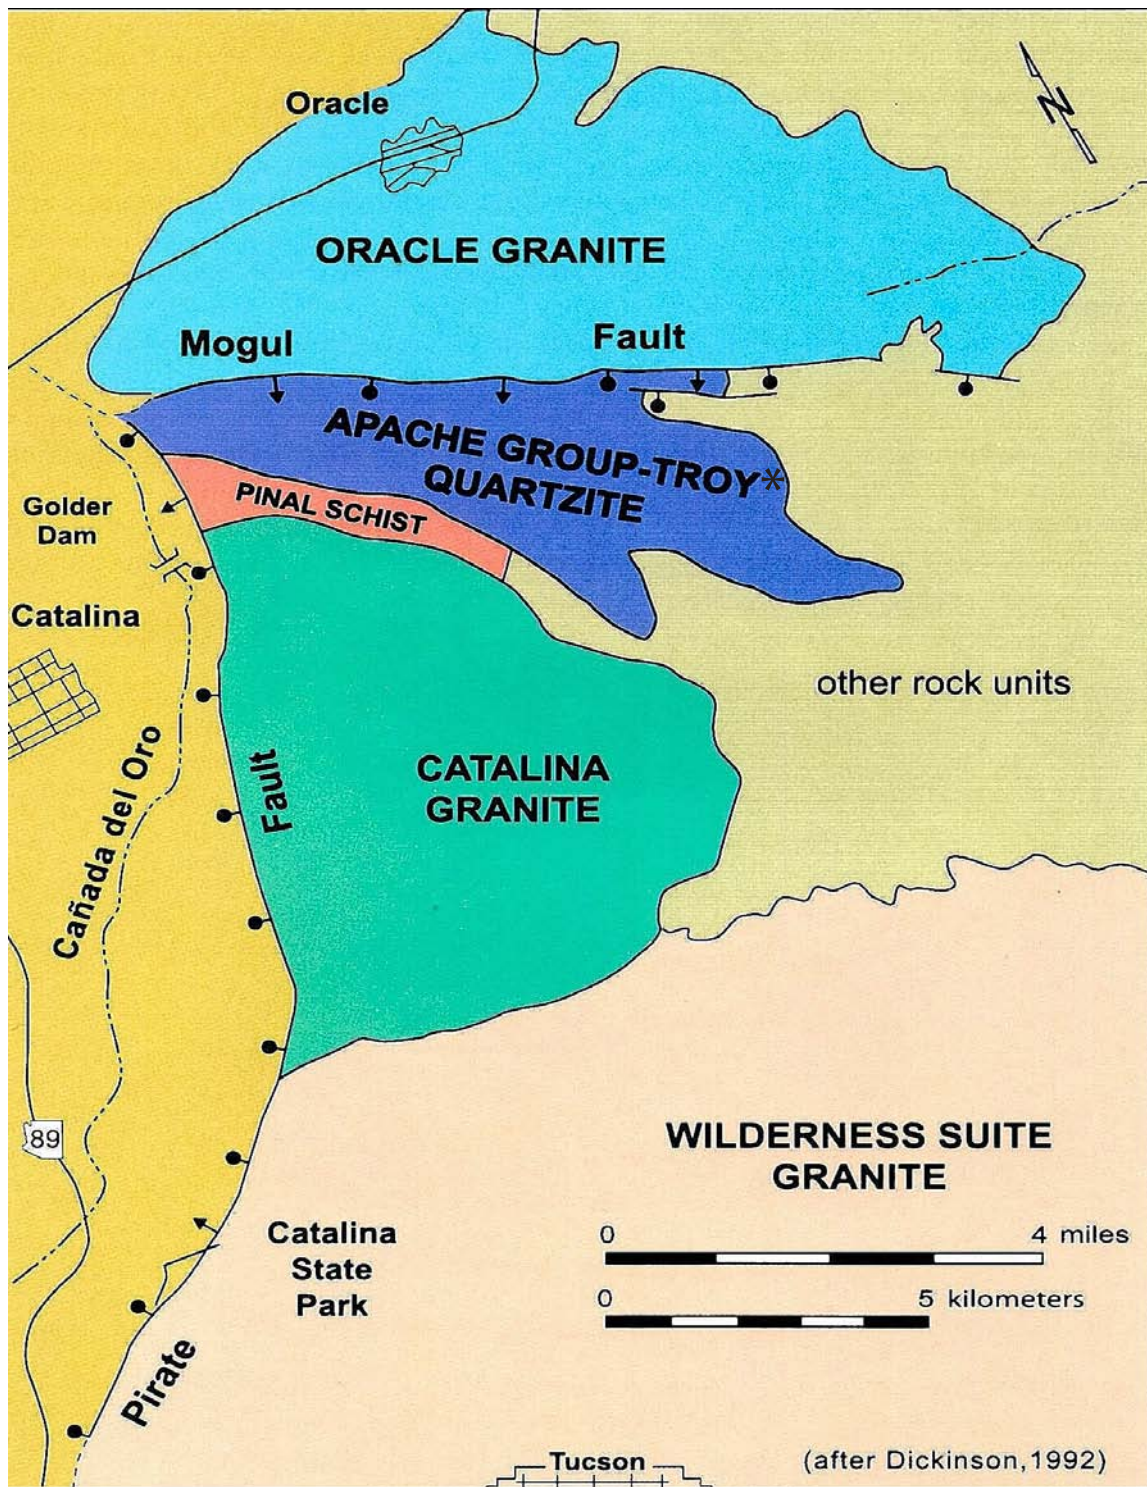 Oracle
N
ORACLE GRANITE
Mogul
Fault
APACHE GROUP-TROY*
QUARTZITE
PINAL SCHIST
Golder
Dam
Catalina
other rock units
CATALINA
GRANITE
Fault
Cañada del Oro
89
WILDERNESS SUITE
GRANITE
Catalina
State
Park
0 4 miles
0 5 kilometers
Pirate
Tucson
(after Dickinson,1992)